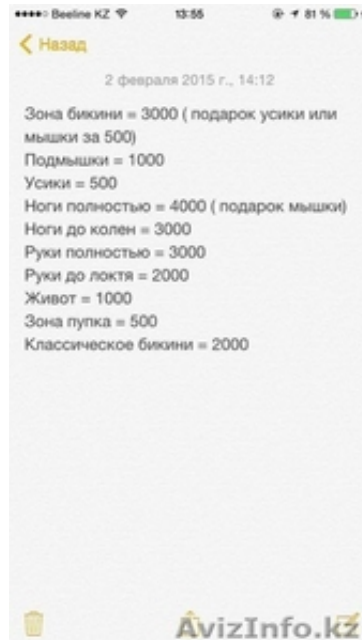 Beeline KZ 13:55 81 %
Назад
2 февраля 2015 г., 14:12
Зона бикини = 3000 ( подарок усики или
мышки за 500)
Подмышки = 1000
Усики = 500
Ноги полностью = 4000 ( подарок мышки)
Ноги до колен = 3000
Руки полностью = 3000
Руки до локтя = 2000
Живот = 1000
Зона пупка = 500
Классическое бикини = 2000
AvizInfo.kz